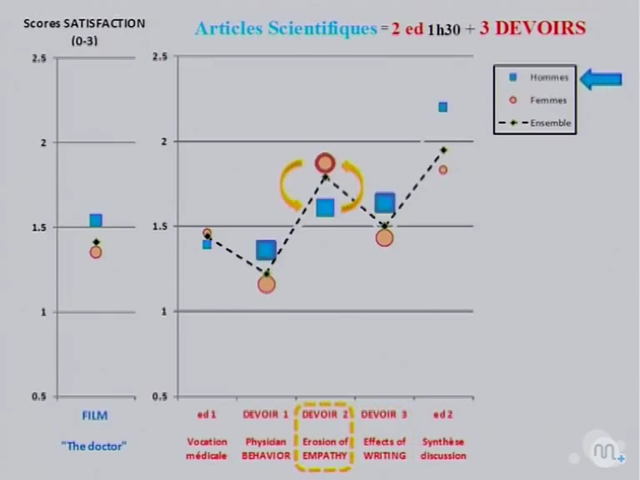 Scores SATISFACTION
(0-3)
Articles Scientifiques = 2 ed 1h30 + 3 DEVOIRS
2.5
2
1.5
1
0.5
2.5
2
1.5
1
0.5
Hommes
Femmes
Ensemble
FILM
"The doctor"
ed 1
Vocation
médicale
DEVOIR 1
Physician
BEHAVIOR
DEVOIR 2
Erosion of
EMPATHY
DEVOIR 3
Effects of
WRITING
ed 2
Synthèse
discussion